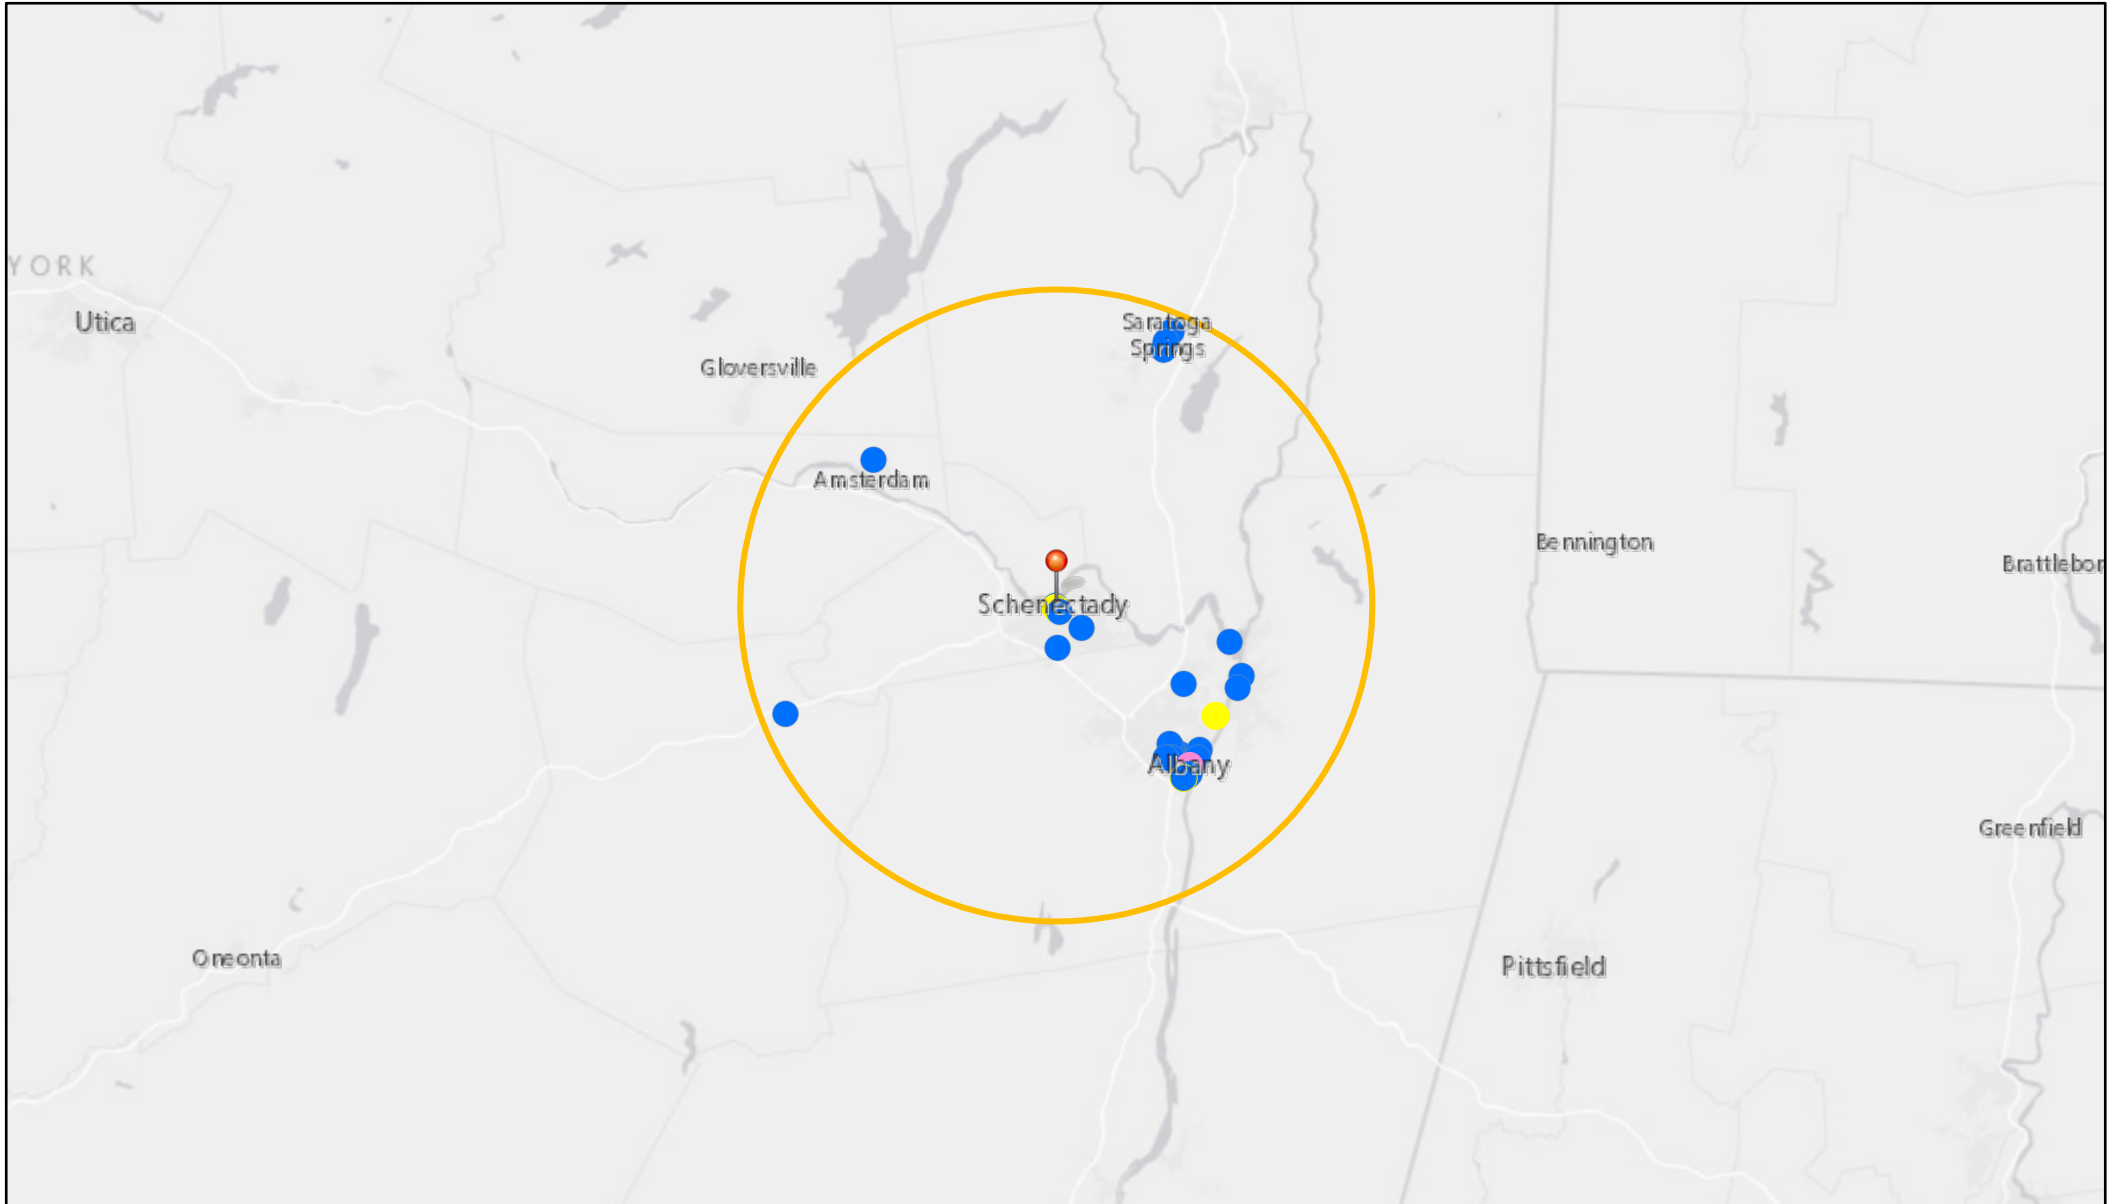 YORK
Utica
Saratoga
Springs
Gloversville
Amsterdam
Bennington
Brattlebor
Schenectady
Albany
Greenfield
Oneonta
Pittsfield